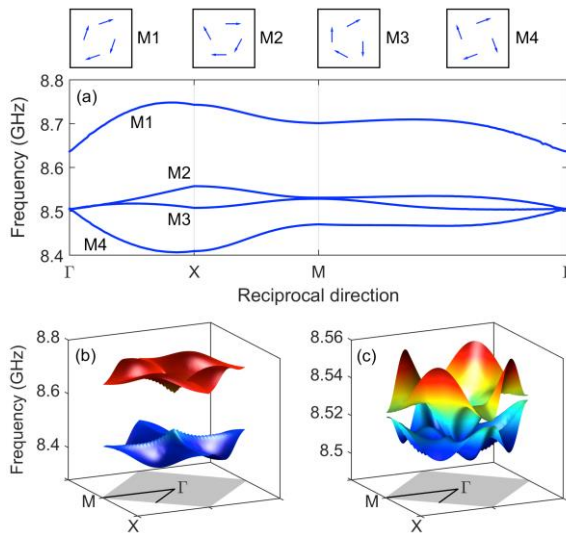 M1 M2 M3 M4
8.8
(a)
M1
8.7
Frequency (GHz)
8.6
M2
8.5
M3
M4
8.4
Γ X M Γ
Reciprocal direction
8.8
(b)
Frequency (GHz)
8.6
8.4
M
Γ
X
8.56
(c)
8.54
8.52
8.5
M
Γ
X